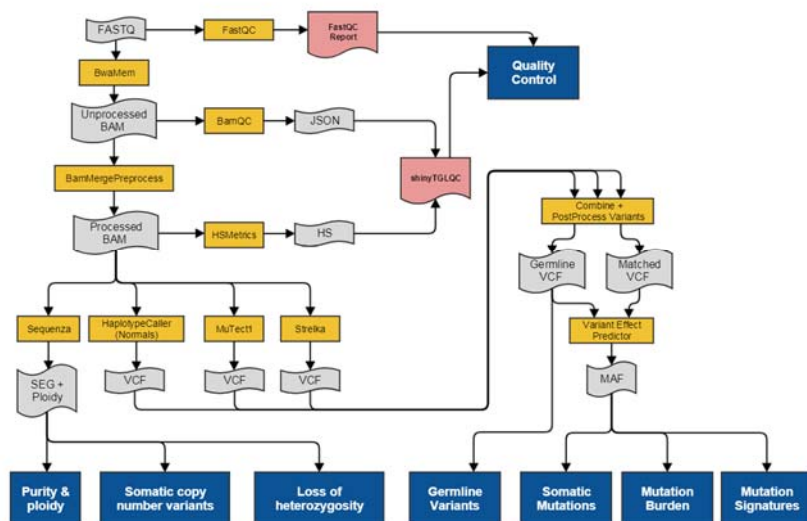 FASTQ
FastQC
FastQC
Report
Quality
Control
BwaMem
Unprocessed
BAM
BamQC
JSON
BamMergePreprocess
shinyTGLQC
Processed
BAM
HSMetrics
HS
Combine +
PostProcess Variants
Germline
VCF
Matched
VCF
Sequenza
HaplotypeCaller
(Normals)
MuTect1
Strelka
Variant Effect
Predictor
SEG +
Ploidy
VCF
VCF
VCF
MAF
Purity &
ploidy
Somatic copy
number variants
Loss of
heterozygosity
Germline
Variants
Somatic
Mutations
Mutation
Burden
Mutation
Signatures